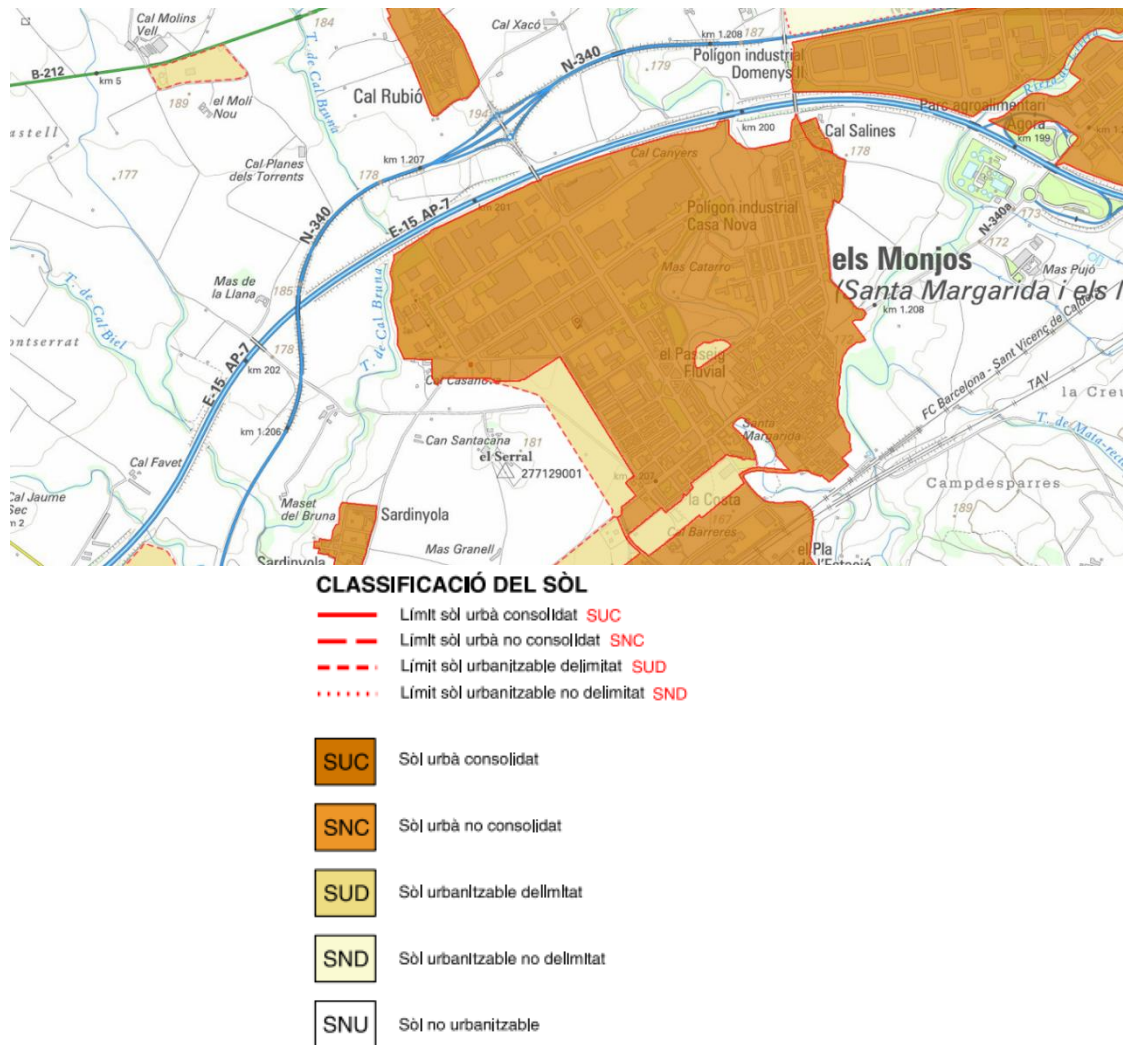 Cal Molins
Vell
184
Cal Xacó
B-212
km 5
189
el Molí
Nou
T. de Cal Bruna
Cal Rubió
N-340
179
km 1.208
187
Polígon industrial
Domenys II
194
astell
Cal Planes
dels Torrents
177
km 1.207
178
Cal Canyers
km 200
Cal Salines
178
Parc agroalimentari
Àgora
km 199
N-340
E-15 AP-7
km 201
Polígon industrial
Casa Nova
N-340a
173
172
Mas Pujó
els Monjos
(Santa Margarida i els
km 1.208
Mas Catarro
Mas de
la Llana
185
T. de Cal Biel
T. de Cal Bruna
ontserrat
178
E-15 AP-7
km 202
Cal Casanova
el Passeig
Fluvial
FC Barcelona - Sant Vicenç de Calders
TAV
la Creu
km 1.206
Can Santacana
181
el Serral
277129001
Santa
Margarida
T. de Mata-rectors
Cal Favet
la Costa
167
Cal Barreres
Campdesparres
189
Cal Jaume
Sec
m 2
Maset
del Bruna
Sardinyola
Mas Granell
Sardinyola
el Pla
de l'Estació
CLASSIFICACIÓ DEL SÒL
Límit sòl urbà consolidat SUC
Límit sòl urbà no consolidat SNC
Límit sòl urbanitzable delimitat SUD
Límit sòl urbanitzable no delimitat SND
SUC Sòl urbà consolidat
SNC Sòl urbà no consolidat
SUD Sòl urbanitzable delimitat
SND Sòl urbanitzable no delimitat
SNU Sòl no urbanitzable